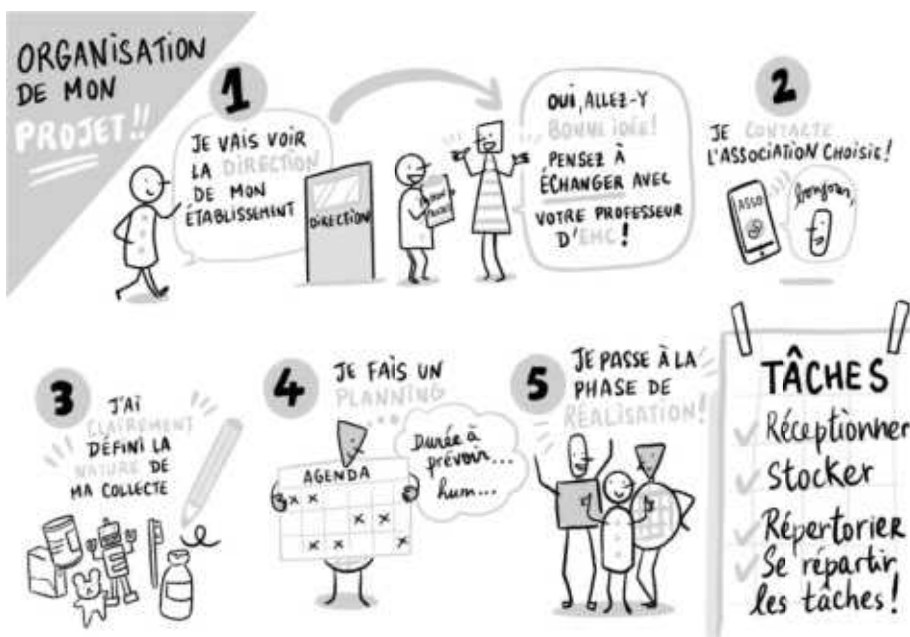 ORGANISATION
DE MON
PROJET!!
1
JE VAIS VOIR
LA DIRECTION
DE MON
ÉTABLISSEMENT
DIRECTION
OUI, ALLEZ-Y
BONNE IDÉE!
PENSEZ À
ÉCHANGER AVEC
VOTRE PROFESSEUR
D'EMC!
2
JE CONTACTE
L'ASSOCIATION CHOISIE!
ASSO
bonjour,
3
J'AI
CLAIREMENT
DÉFINI LA
NATURE DE
MA COLLECTE
4
JE FAIS UN
PLANNING
...
AGENDA
Durée à
prévoir...
hum...
5
JE PASSE À LA
PHASE DE
RÉALISATION!
TÂCHES
Réceptionner
Stocker
Répertorier
Se répartir
les tâches!